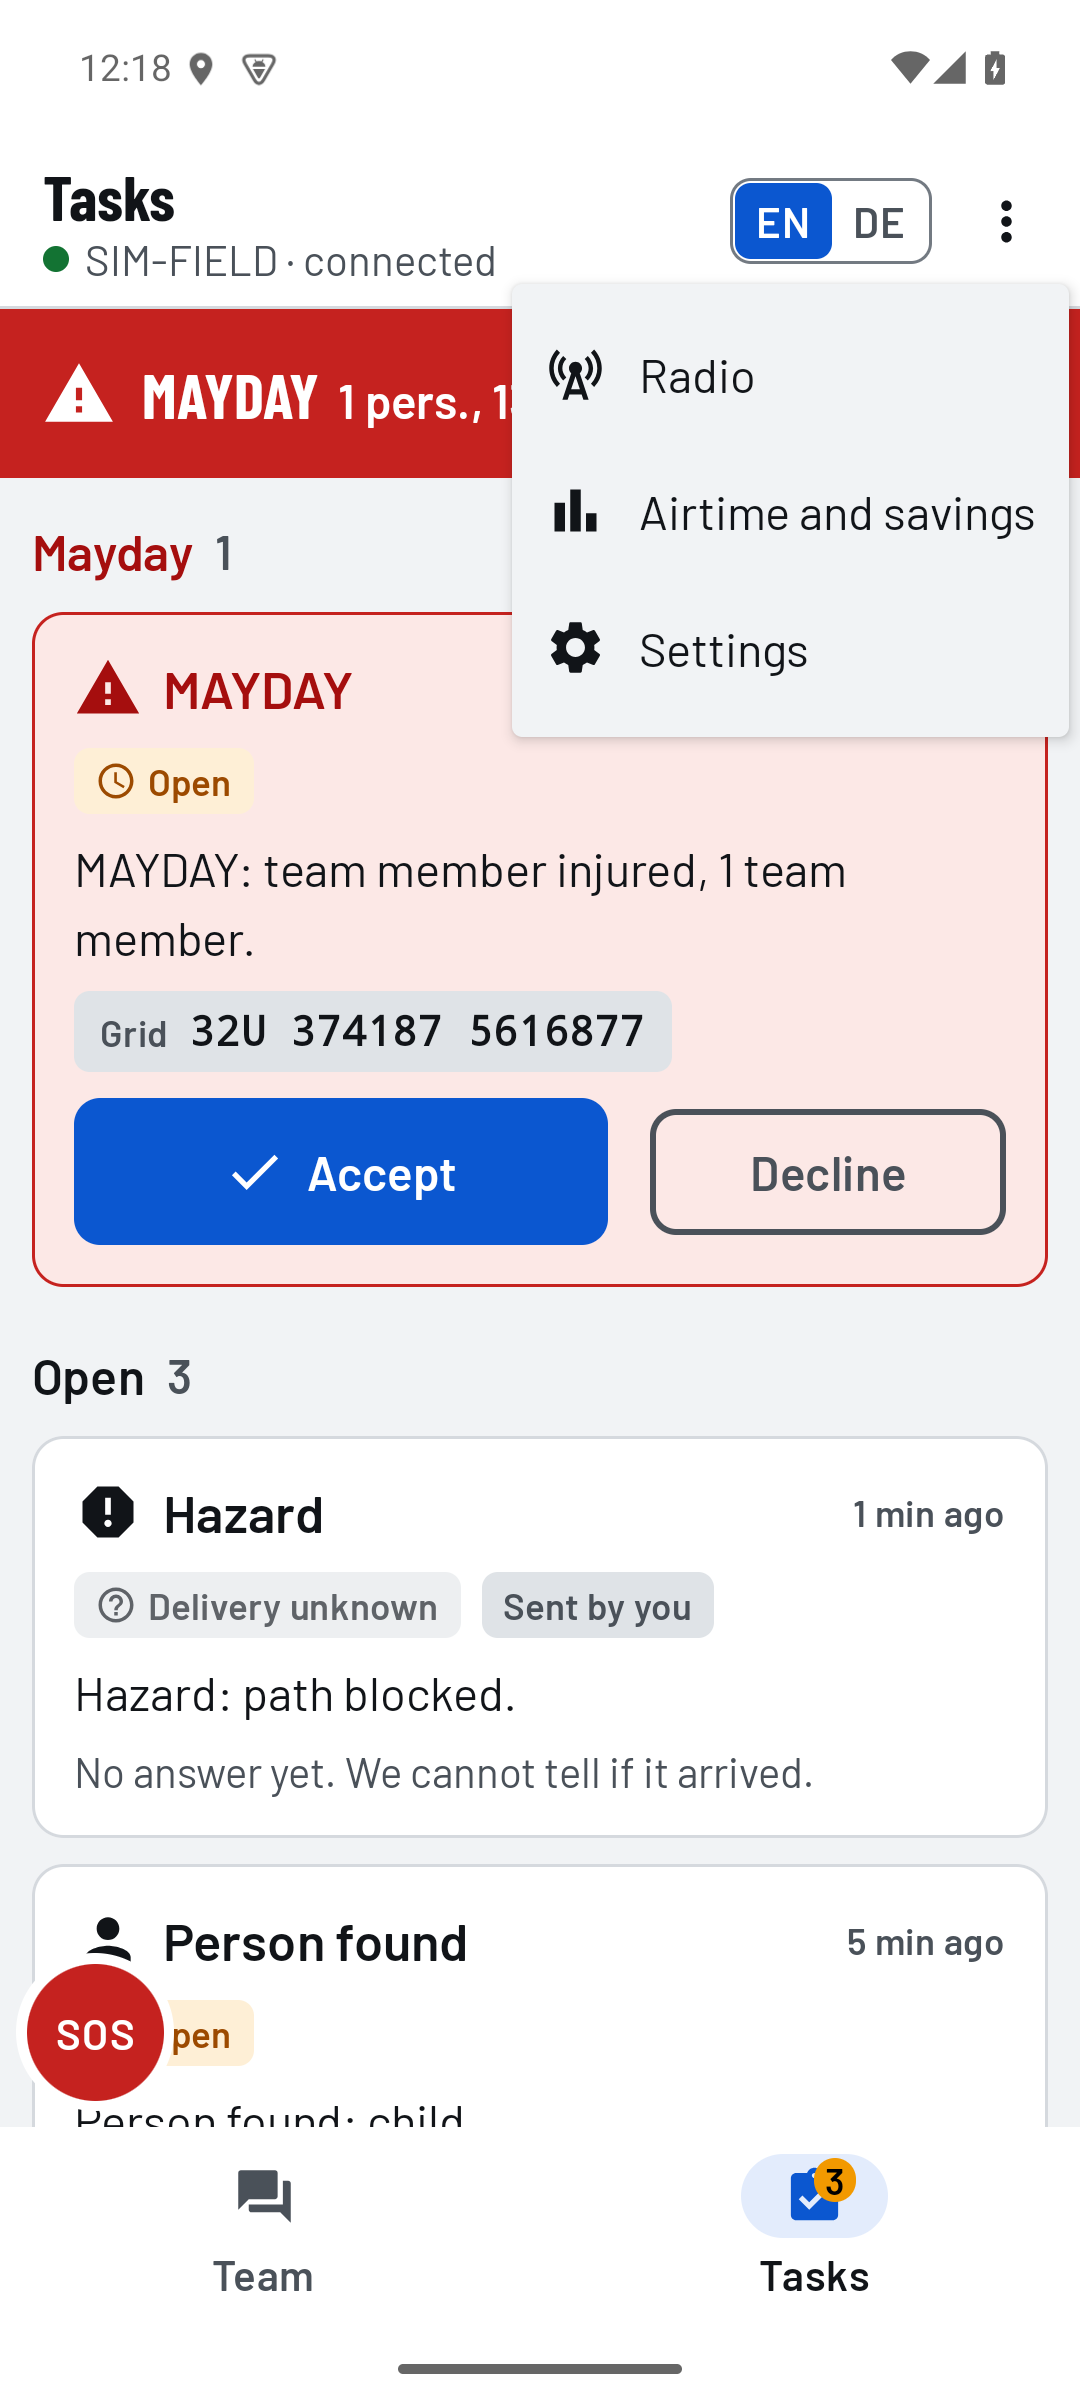 12:18
Tasks
EN DE
SIM-FIELD · connected
MAYDAY 1 pers.,
Radio
Airtime and savings
Settings
Mayday 1
MAYDAY
Open
MAYDAY: team member injured, 1 team
member.
Grid 32U 374187 5616877
Accept
Decline
Open 3
Hazard
1 min ago
Delivery unknown
Sent by you
Hazard: path blocked.
No answer yet. We cannot tell if it arrived.
Person found
5 min ago
SOS
pen
Person found: child
3
Team
Tasks